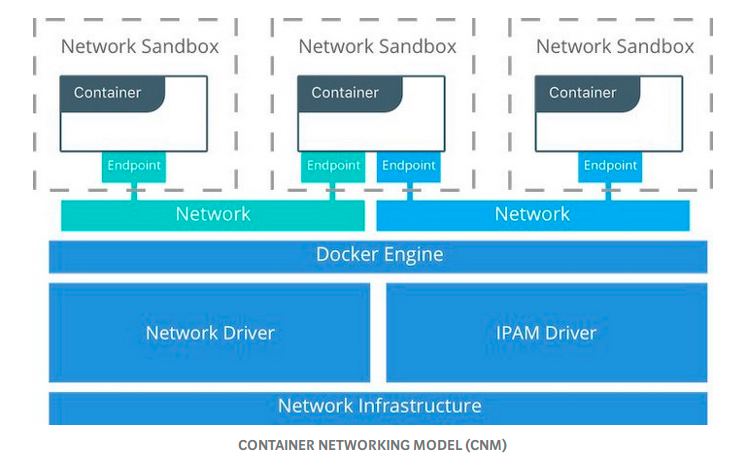 Network Sandbox
Network Sandbox
Network Sandbox
Container
Container
Container
Endpoint
Endpoint
Endpoint
Endpoint
Network
Network
Docker Engine
Network Driver
IPAM Driver
Network Infrastructure
CONTAINER NETWORKING MODEL (CNM)